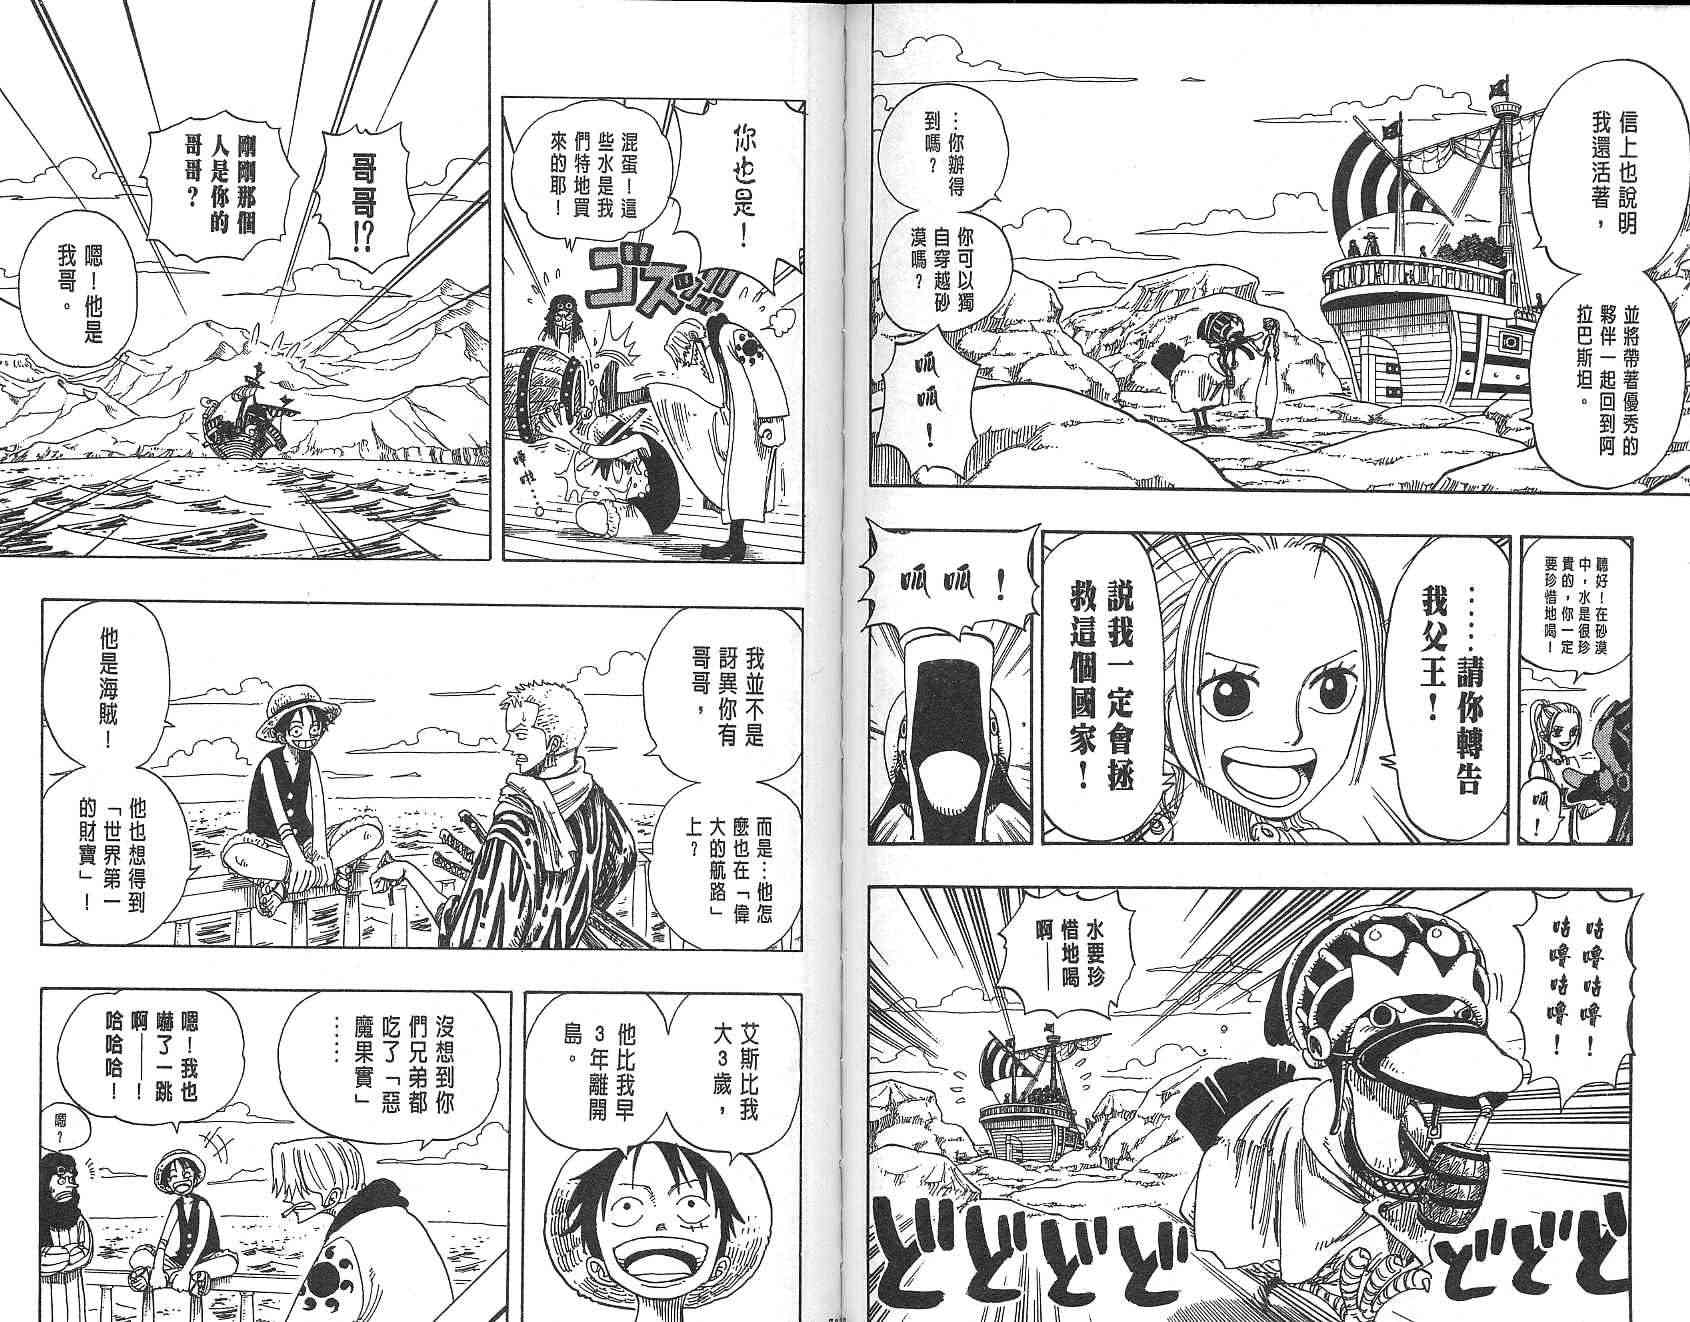 信上也說明
我還活著，
並將帶著優秀的
夥伴一起回到阿
拉巴斯坦。
…你辦得
到嗎？
你可以獨
自穿越砂
漠嗎？
呱
呱！
聽好！在砂漠
中，水是很珍
貴的，你一定
要珍惜地喝！
呱！
……請你轉告
我父王！
說我一定會拯
救這個國家！
呱呱！
咕嚕咕嚕！
咕嚕咕嚕！
水要珍
惜地喝
啊──
ズズズズズズズズ
你也是！
混蛋！這
些水是我
們特地買
來的耶！
ゴスッ!!!
嘩啦…
哥哥!?
剛剛那個
人是你的
哥哥？
嗯！他是
我哥。
我並不是
訝異你有
哥哥，
而是…他怎
麼也在「偉
大的航路」
上？
他是海賊！
他也想得到
「世界第一
的財寶」！
艾斯比我
大3歲，
他比我早
3年離開
島。
沒想到你
們兄弟都
吃了「惡
魔果實」
……
嗯！我也
嚇了一跳
啊──！
哈哈哈！
嗯？